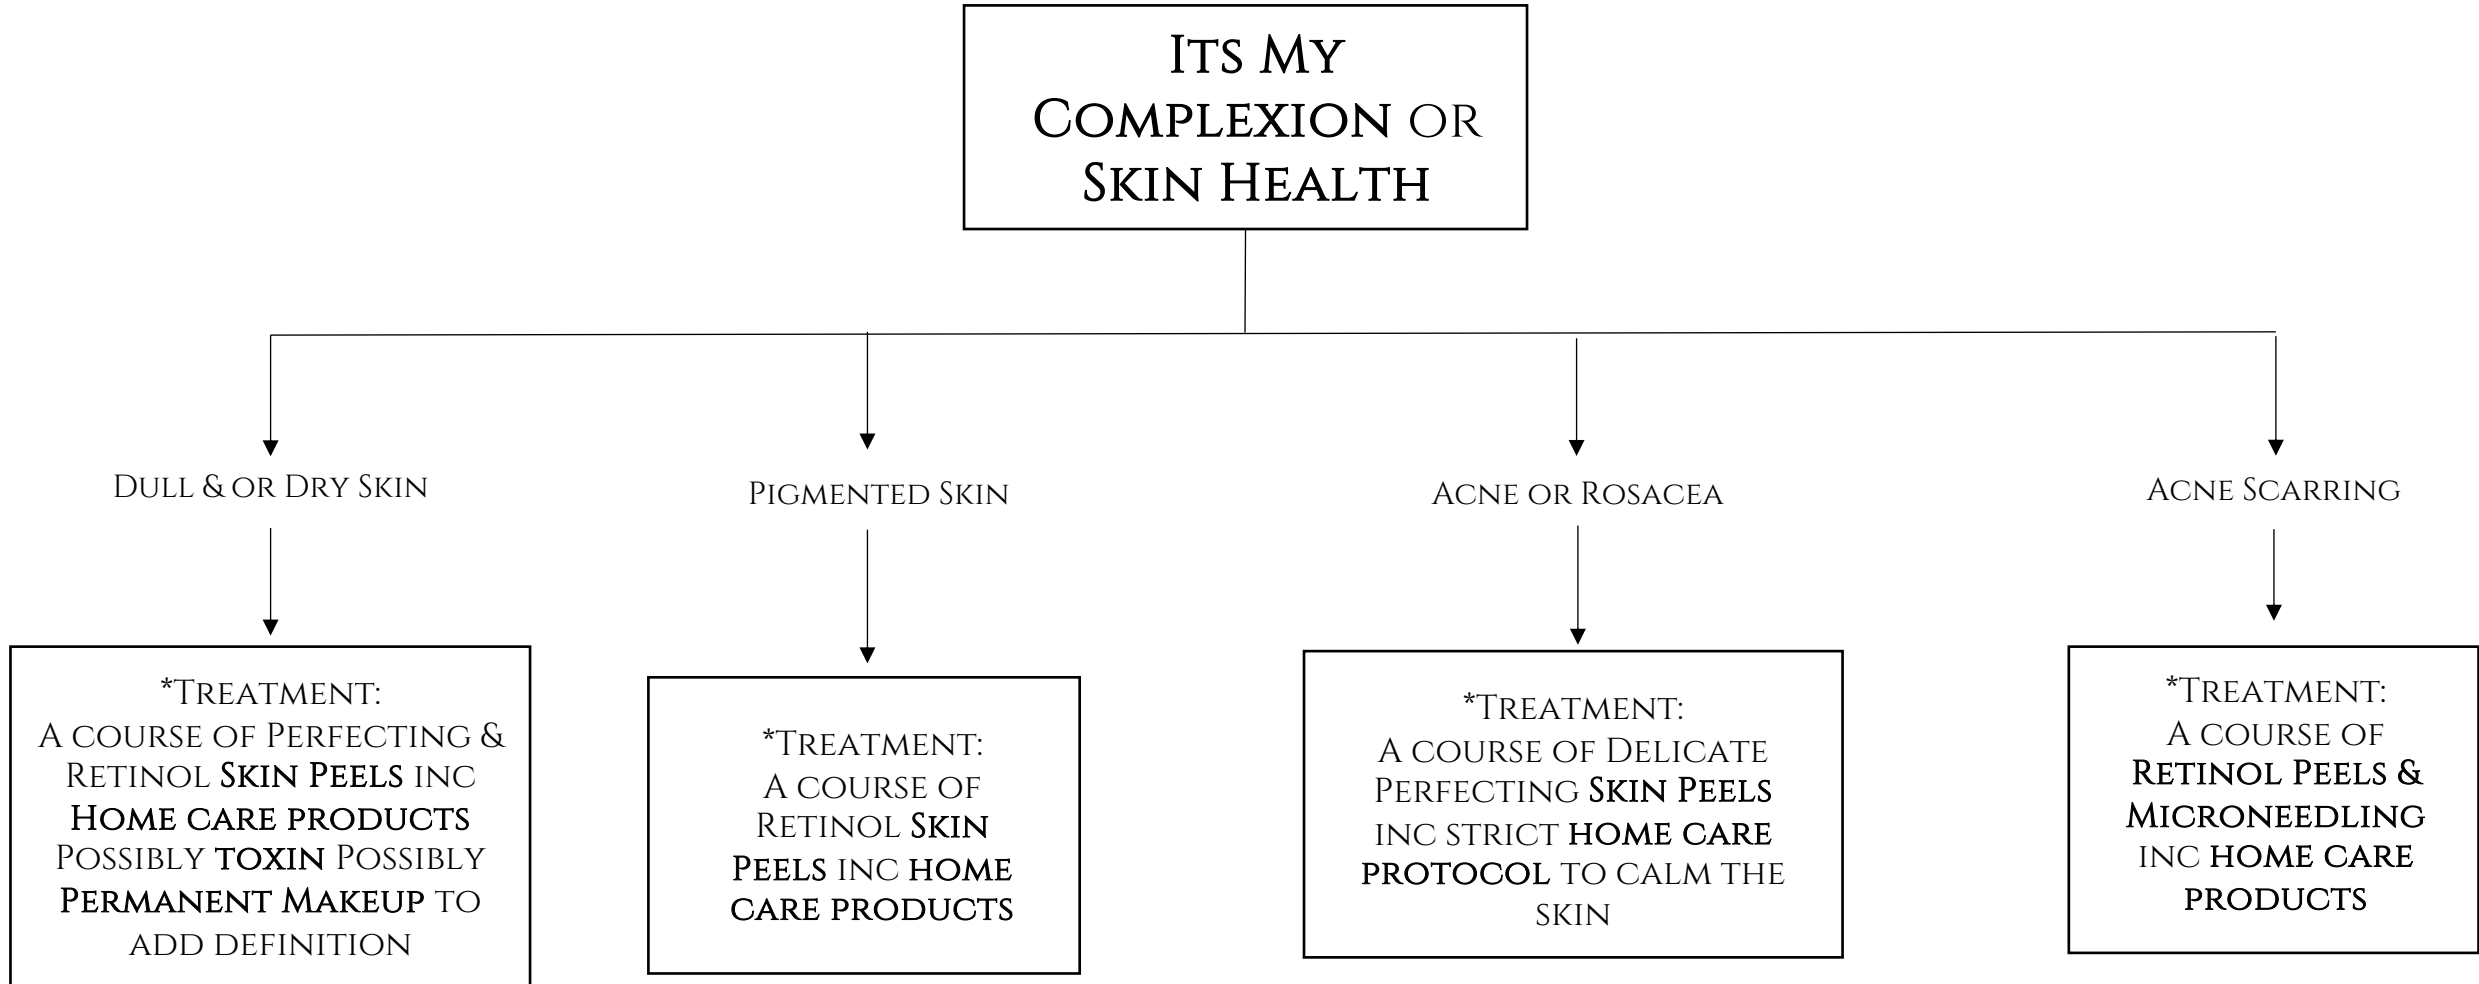 Its My
Complexion or
Skin Health
Dull & or Dry Skin
Pigmented Skin
Acne or Rosacea
Acne Scarring
*Treatment:
A course of Perfecting &
Retinol Skin Peels inc
Home care products
Possibly toxin Possibly
Permanent Makeup to
add definition
*Treatment:
A course of
Retinol Skin
Peels inc home
care products
*Treatment:
A course of Delicate
Perfecting Skin Peels
inc strict home care
protocol to calm the
skin
*Treatment:
A course of
Retinol Peels &
Microneedling
inc home care
products